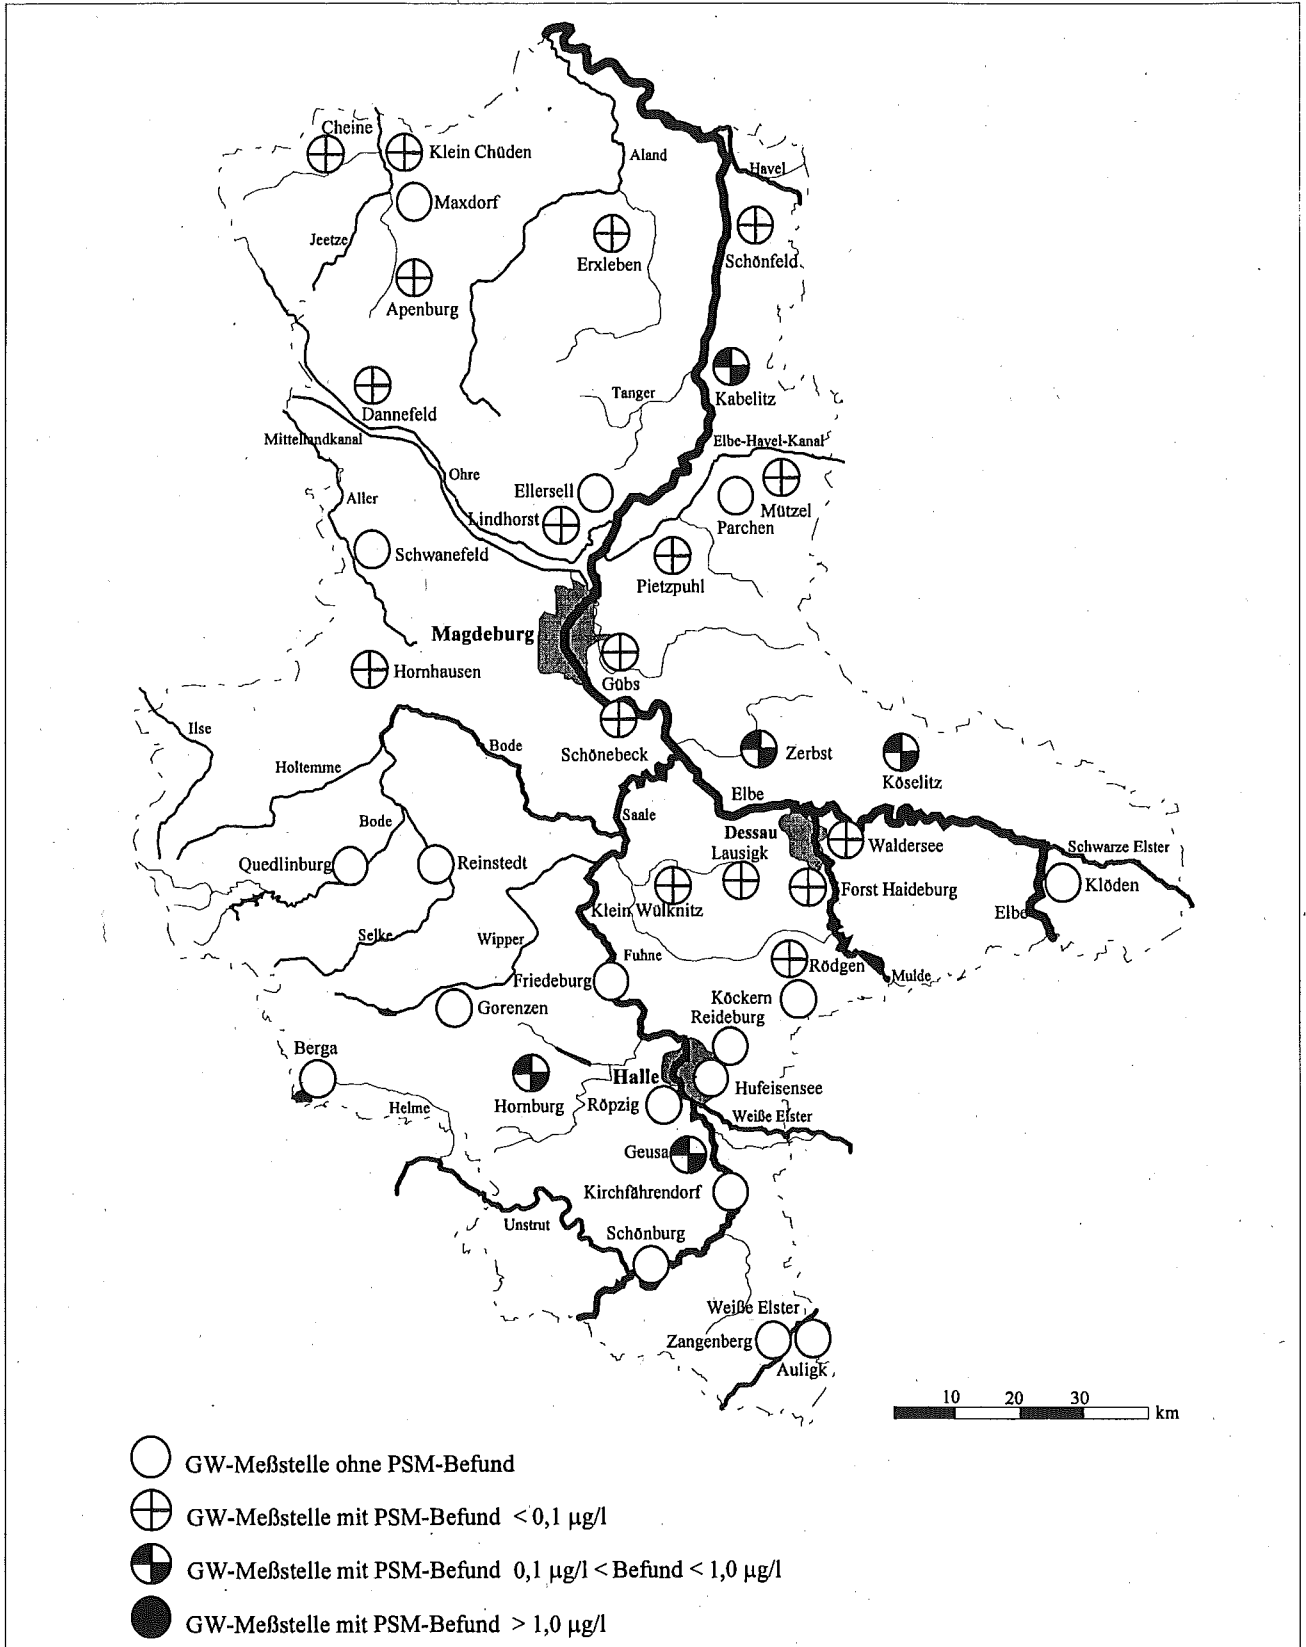 Cheine
Klein Chüden
Aland
Havel
Maxdorf
Jeetze
Erxleben
Schönfeld
Apenburg
Tanger
Kabelitz
Dannefeld
Mittellandkanal
Elbe-Havel-Kanal
Ohre
Aller
Ellersell
Lindhorst
Mützel
Parchen
Schwanefeld
Pietzpuhl
Magdeburg
Hornhausen
Gübs
Ilse
Bode
Schönebeck
Zerbst
Köselitz
Holtemme
Elbe
Saale
Bode
Dessau
Lausigk
Waldersee
Schwarze Elster
Quedlinburg
Reinstedt
Forst Haideburg
Klöden
Klein Wülknitz
Elbe
Selke
Wipper
Fuhne
Rödgen
Mulde
Friedeburg
Köckern
Gorenzen
Reideburg
Berga
Halle
Hufeisensee
Helme
Hornburg
Röpzig
Weiße Elster
Geusa
Kirchfährendorf
Unstrut
Schönburg
Weiße Elster
Zangenberg
Auligk
10 20 30
km
GW-Meßstelle ohne PSM-Befund
GW-Meßstelle mit PSM-Befund < 0,1 µg/l
GW-Meßstelle mit PSM-Befund 0,1 µg/l < Befund < 1,0 µg/l
GW-Meßstelle mit PSM-Befund > 1,0 µg/l